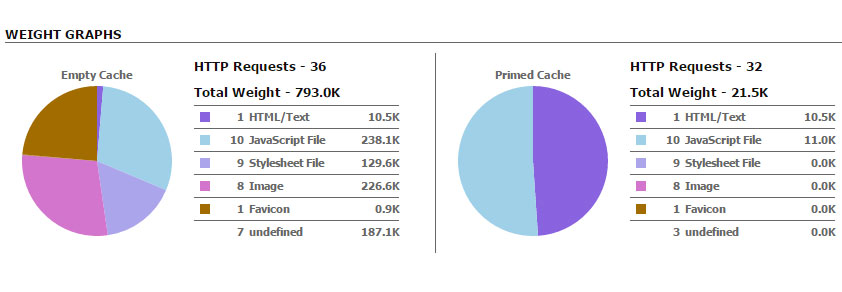 WEIGHT GRAPHS
Empty Cache
HTTP Requests - 36
Total Weight - 793.0K
1 HTML/Text 10.5K
10 JavaScript File 238.1K
9 Stylesheet File 129.6K
8 Image 226.6K
1 Favicon 0.9K
7 undefined 187.1K
Primed Cache
HTTP Requests - 32
Total Weight - 21.5K
1 HTML/Text 10.5K
10 JavaScript File 11.0K
9 Stylesheet File 0.0K
8 Image 0.0K
1 Favicon 0.0K
3 undefined 0.0K